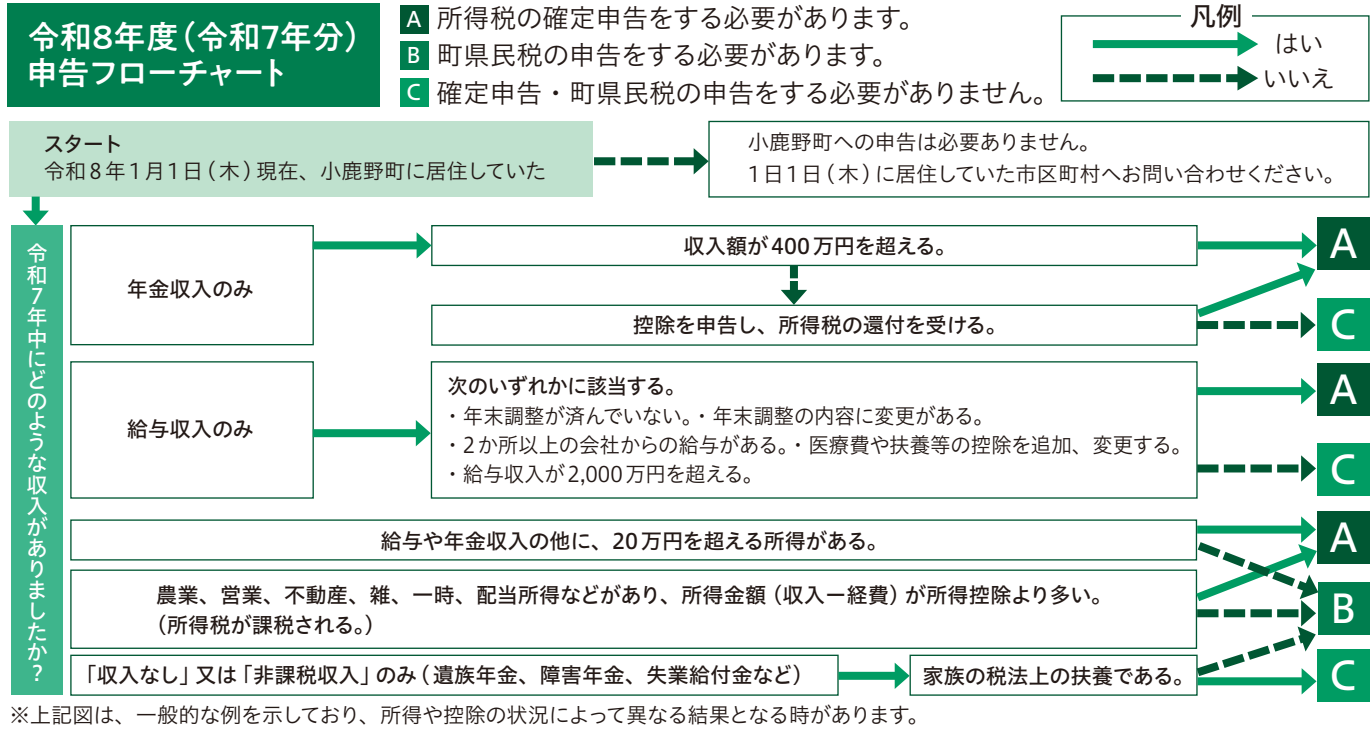 令和8年度(令和7年分)
申告フローチャート
A 所得税の確定申告をする必要があります。
B 町県民税の申告をする必要があります。
C 確定申告・町県民税の申告をする必要がありません。
凡例
はい
いいえ
スタート
令和8年1月1日(木)現在、小鹿野町に居住していた
小鹿野町への申告は必要ありません。
1日1日(木)に居住していた市区町村へお問い合わせください。
令和7年中にどのような収入がありましたか?
年金収入のみ
収入額が400万円を超える。
A
控除を申告し、所得税の還付を受ける。
C
給与収入のみ
次のいずれかに該当する。
・年末調整が済んでいない。・年末調整の内容に変更がある。
・2か所以上の会社からの給与がある。・医療費や扶養等の控除を追加、変更する。
・給与収入が2,000万円を超える。
A
C
給与や年金収入の他に、20万円を超える所得がある。
A
農業、営業、不動産、雑、一時、配当所得などがあり、所得金額(収入ー経費)が所得控除より多い。
(所得税が課税される。)
B
「収入なし」又は「非課税収入」のみ(遺族年金、障害年金、失業給付金など)
家族の税法上の扶養である。
C
※上記図は、一般的な例を示しており、所得や控除の状況によって異なる結果となる時があります。